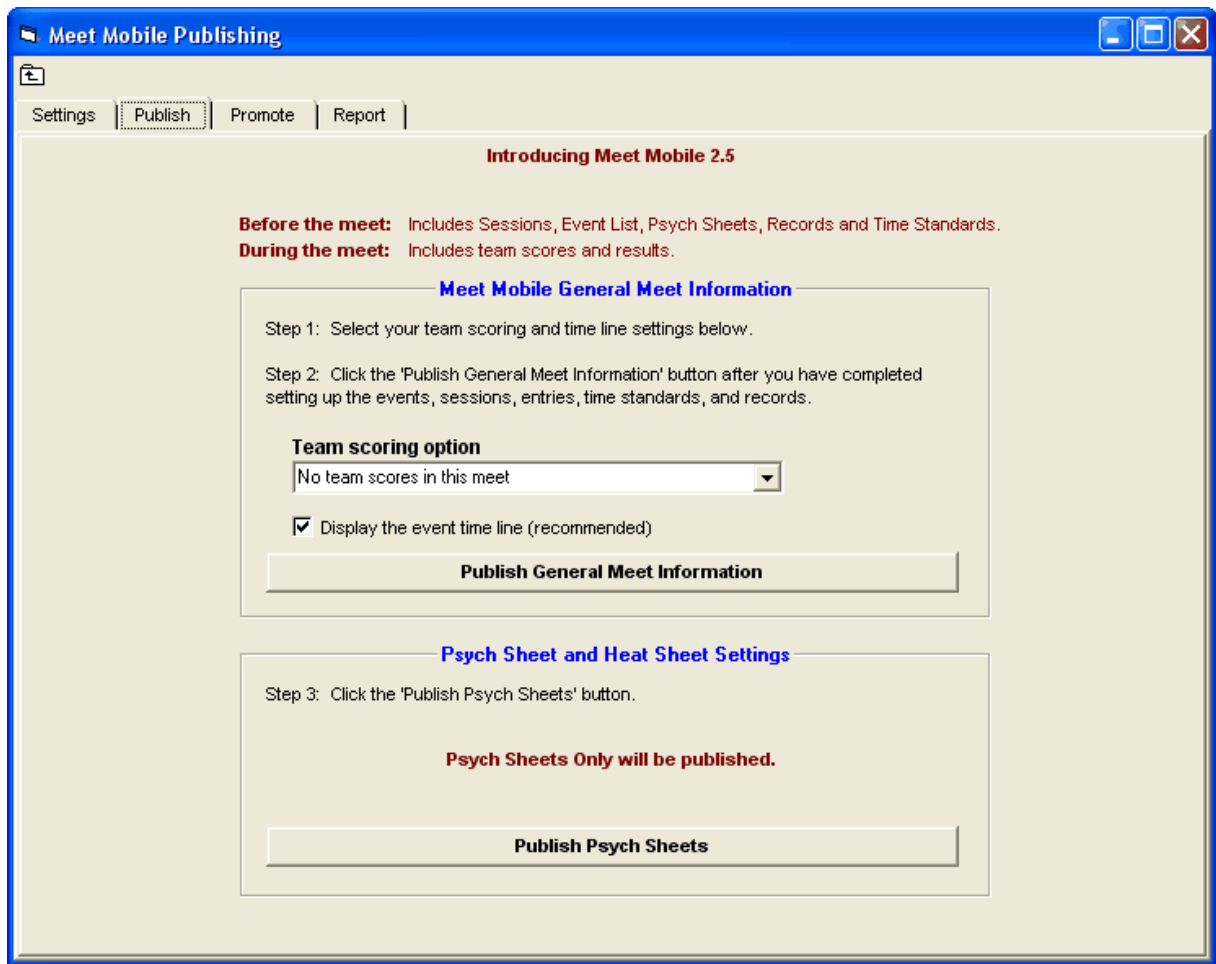 Meet Mobile Publishing
Settings Publish Promote Report
Introducing Meet Mobile 2.5
Before the meet: Includes Sessions, Event List, Psych Sheets, Records and Time Standards.
During the meet: Includes team scores and results.
Meet Mobile General Meet Information
Step 1: Select your team scoring and time line settings below.
Step 2: Click the 'Publish General Meet Information' button after you have completed
setting up the events, sessions, entries, time standards, and records.
Team scoring option
No team scores in this meet
Display the event time line (recommended)
Publish General Meet Information
Psych Sheet and Heat Sheet Settings
Step 3: Click the 'Publish Psych Sheets' button.
Psych Sheets Only will be published.
Publish Psych Sheets